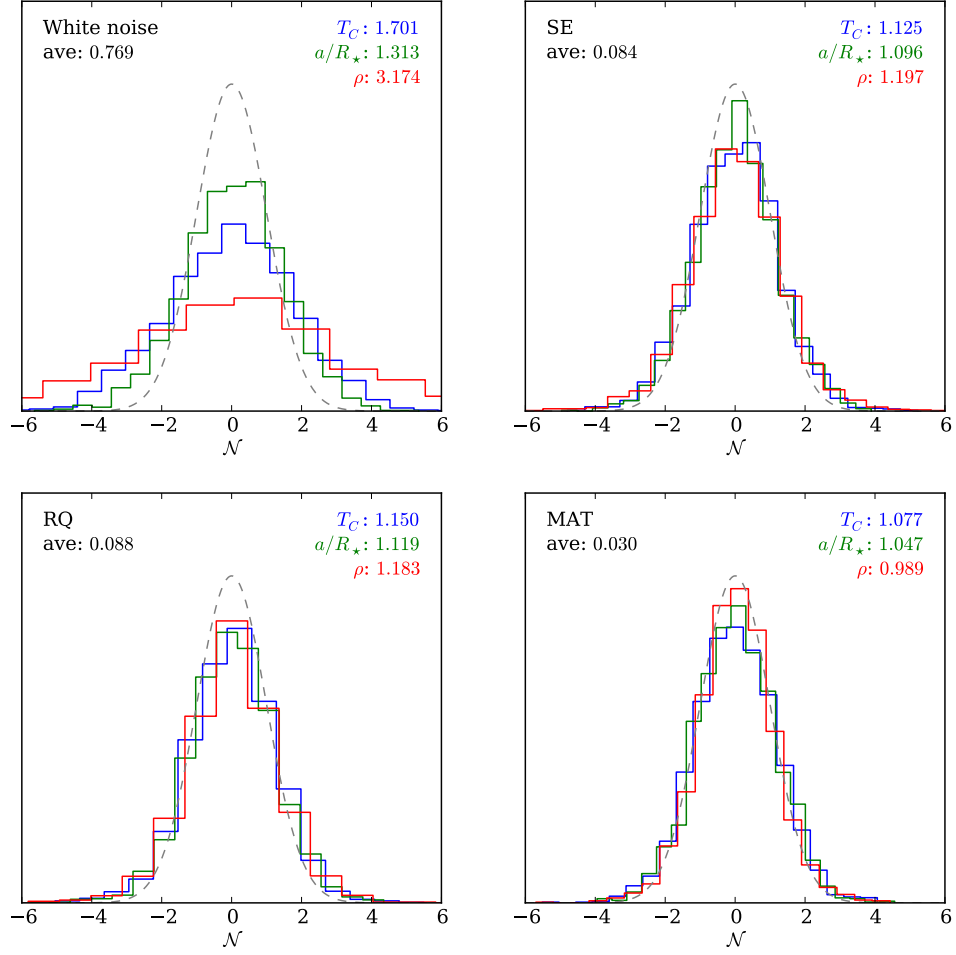 White noise
ave: 0.769
T_C: 1.701
a/R_⋆: 1.313
ρ: 3.174
−6 −4 −2 0 2 4 6
𝒩
SE
ave: 0.084
T_C: 1.125
a/R_⋆: 1.096
ρ: 1.197
−6 −4 −2 0 2 4 6
𝒩
RQ
ave: 0.088
T_C: 1.150
a/R_⋆: 1.119
ρ: 1.183
−6 −4 −2 0 2 4 6
𝒩
MAT
ave: 0.030
T_C: 1.077
a/R_⋆: 1.047
ρ: 0.989
−6 −4 −2 0 2 4 6
𝒩